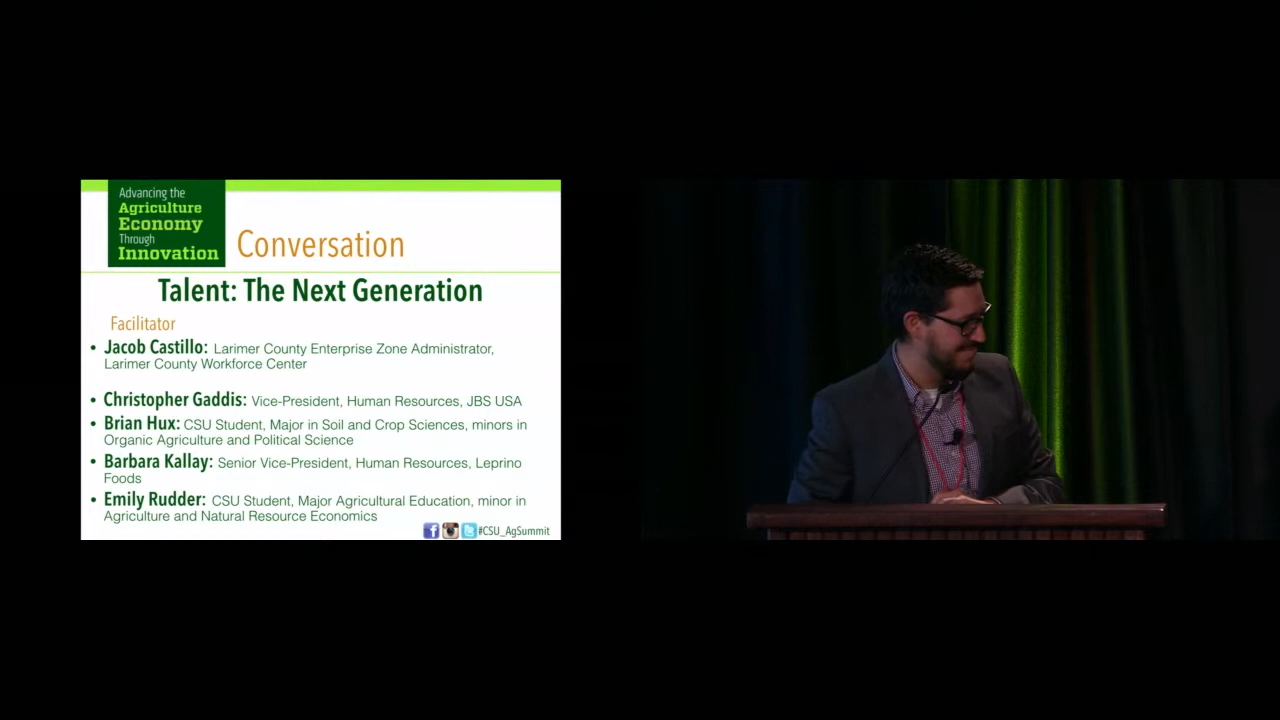 Advancing the
Agriculture
Economy
Through
Innovation
Conversation
Talent: The Next Generation
Facilitator
• Jacob Castillo: Larimer County Enterprise Zone Administrator,
Larimer County Workforce Center
• Christopher Gaddis: Vice-President, Human Resources, JBS USA
• Brian Hux: CSU Student, Major in Soil and Crop Sciences, minors in
Organic Agriculture and Political Science
• Barbara Kallay: Senior Vice-President, Human Resources, Leprino
Foods
• Emily Rudder: CSU Student, Major Agricultural Education, minor in
Agriculture and Natural Resource Economics
#CSU_AgSummit